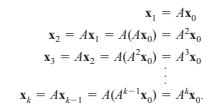 x₁ = Ax₀
x₂ = Ax₁ = A(Ax₀) = A²x₀
x₃ = Ax₂ = A(A²x₀) = A³x₀
.
.
.
xₖ = Axₖ₋₁ = A(Aᵏ⁻¹x₀) = Aᵏx₀.